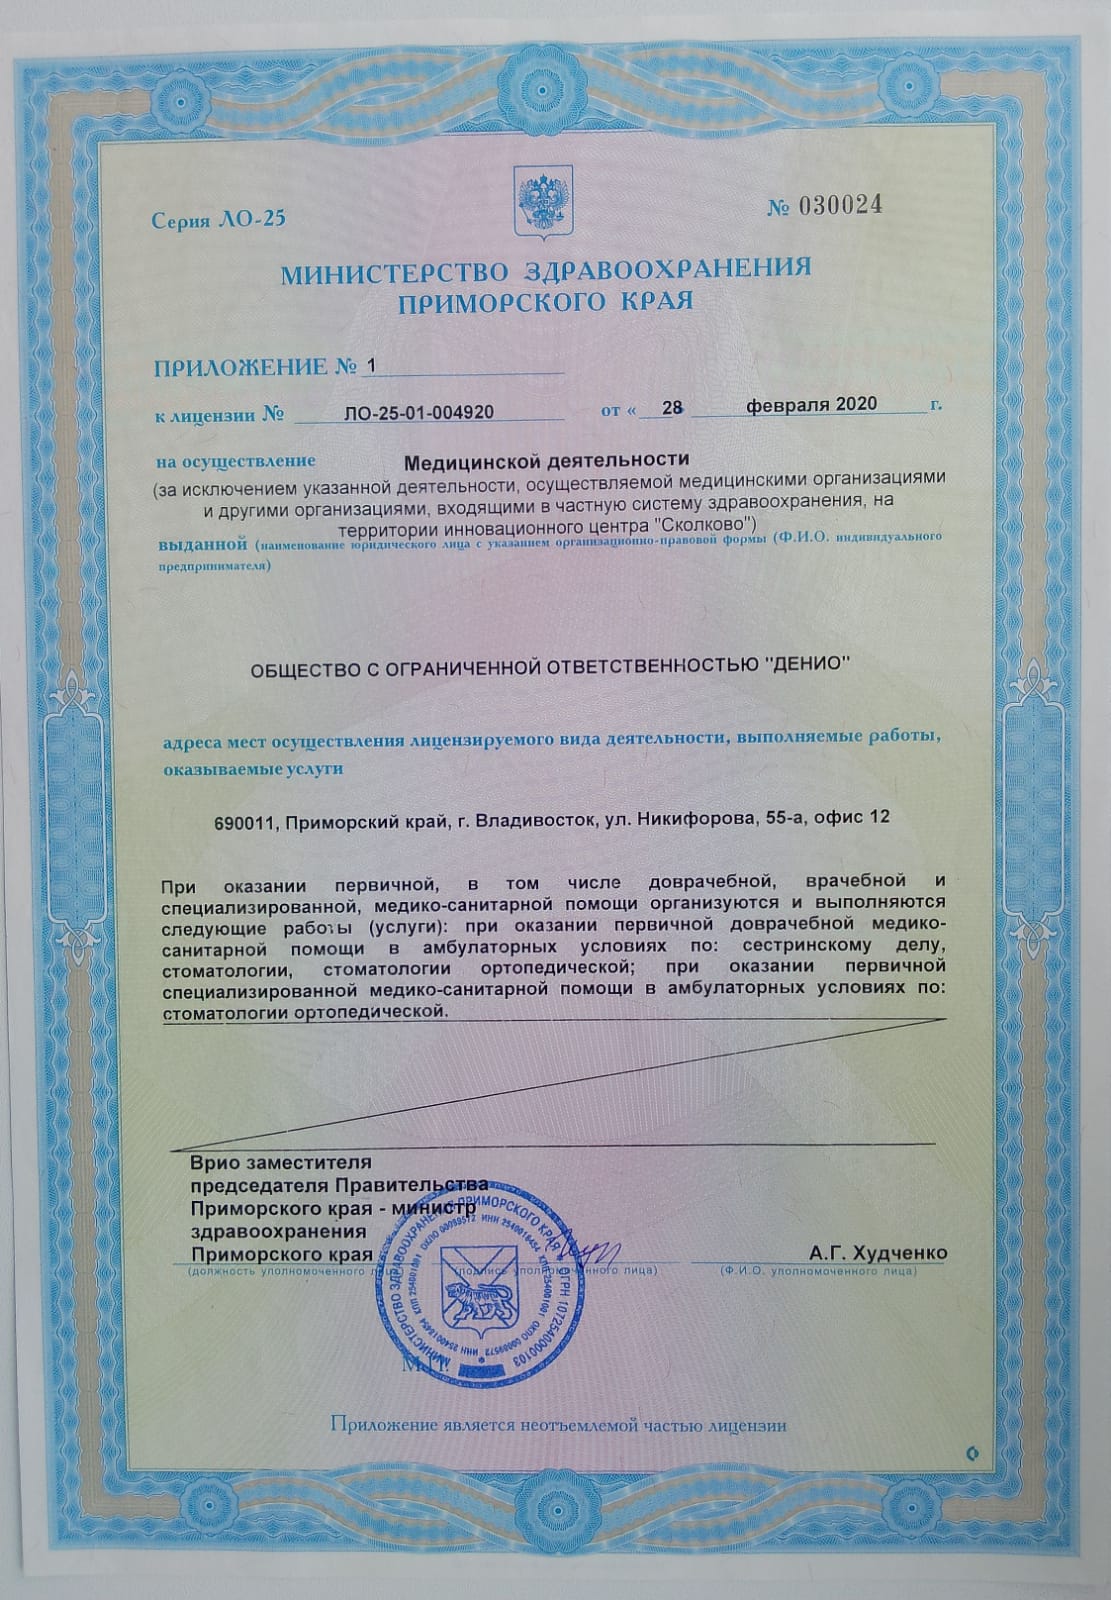 Серия ЛО-25
№ 030024
МИНИСТЕРСТВО ЗДРАВООХРАНЕНИЯ
ПРИМОРСКОГО КРАЯ
ПРИЛОЖЕНИЕ № 1
к лицензии № ЛО-25-01-004920 от « 28 февраля 2020 г.
на осуществление Медицинской деятельности
(за исключением указанной деятельности, осуществляемой медицинскими организациями
и другими организациями, входящими в частную систему здравоохранения, на
территории инновационного центра "Сколково")
выданной (наименование юридического лица с указанием организационно-правовой формы (Ф.И.О. индивидуального
предпринимателя)
ОБЩЕСТВО С ОГРАНИЧЕННОЙ ОТВЕТСТВЕННОСТЬЮ "ДЕНИО"
адреса мест осуществления лицензируемого вида деятельности, выполняемые работы,
оказываемые услуги
690011, Приморский край, г. Владивосток, ул. Никифорова, 55-а, офис 12
При оказании первичной, в том числе доврачебной, врачебной и
специализированной, медико-санитарной помощи организуются и выполняются
следующие работы (услуги): при оказании первичной доврачебной медико-
санитарной помощи в амбулаторных условиях по: сестринскому делу,
стоматологии, стоматологии ортопедической; при оказании первичной
специализированной медико-санитарной помощи в амбулаторных условиях по:
стоматологии ортопедической.
Врио заместителя
председателя Правительства
Приморского края - министр
здравоохранения
Приморского края
А.Г. Худченко
(должность уполномоченного
(подпись уполномоченного лица)
(Ф.И.О. уполномоченного лица)
МИНИСТЕРСТВО ЗДРАВООХРАНЕНИЯ ПРИМОРСКОГО КРАЯ
ОГРН 1072540000103
ИНН 2540016454 КПП 254001001 ОКПО 00099572
М.П.
Приложение является неотъемлемой частью лицензии